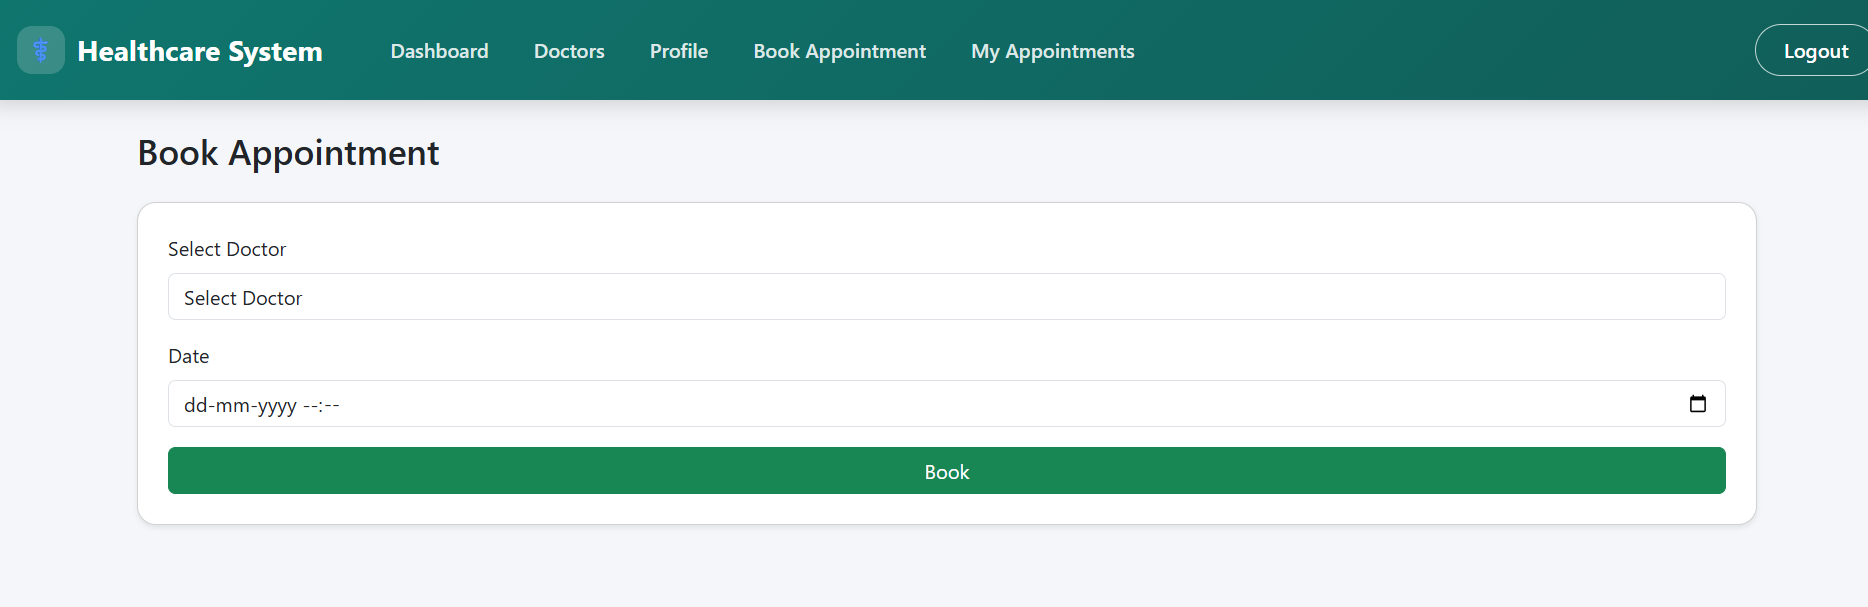 Healthcare System Dashboard Doctors Profile Book Appointment My Appointments Logout
Book Appointment
Select Doctor
Select Doctor
Date
dd-mm-yyyy --:--
Book